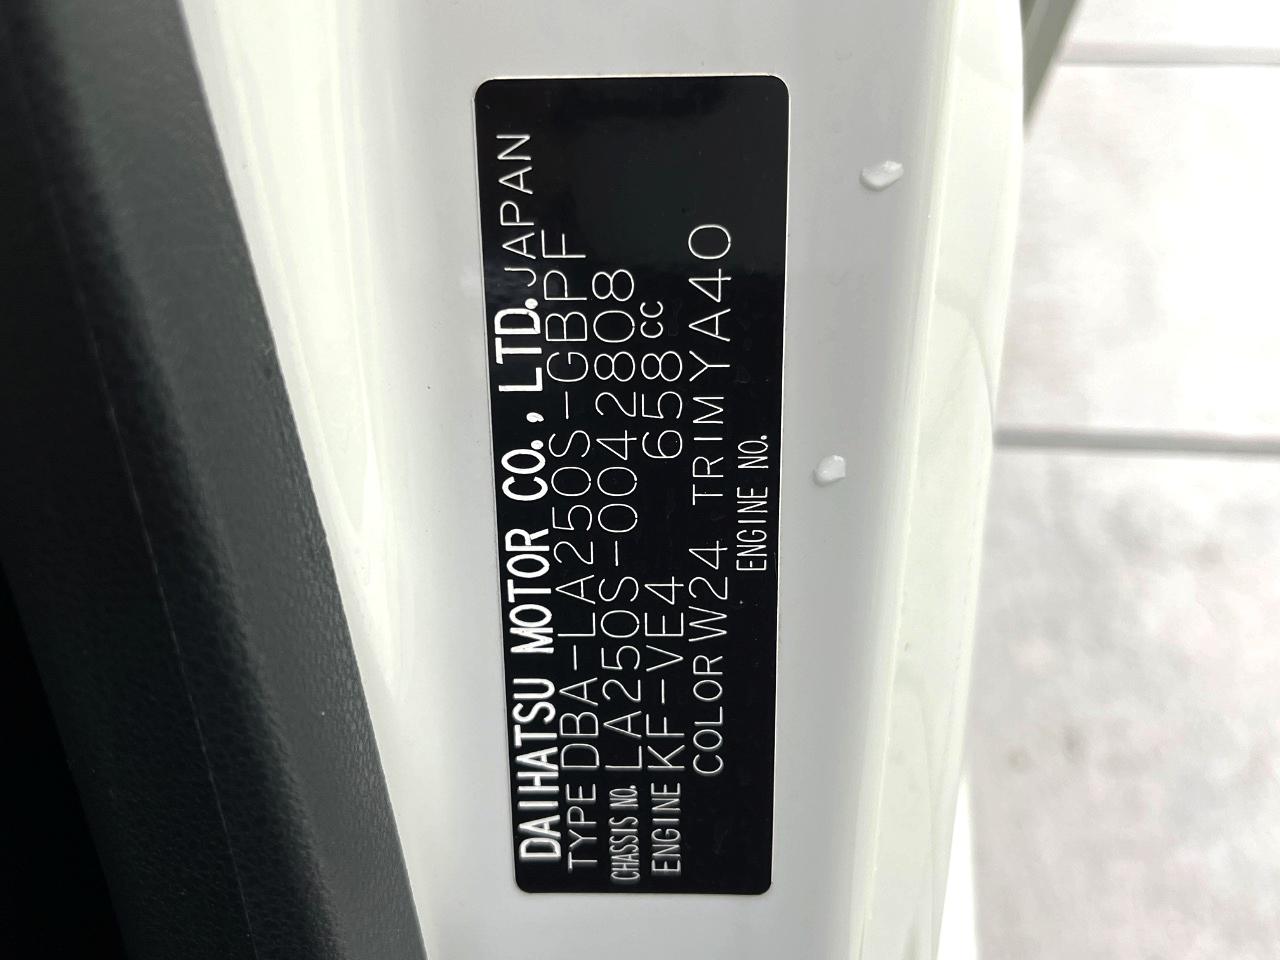 DAIHATSU MOTOR CO., LTD. JAPAN
TYPE DBA-LA250S-GBPF
CHASSIS NO. LA250S-0042808
ENGINE KF-VE4 658cc
COLOR W24 TRIM YA40
ENGINE NO.